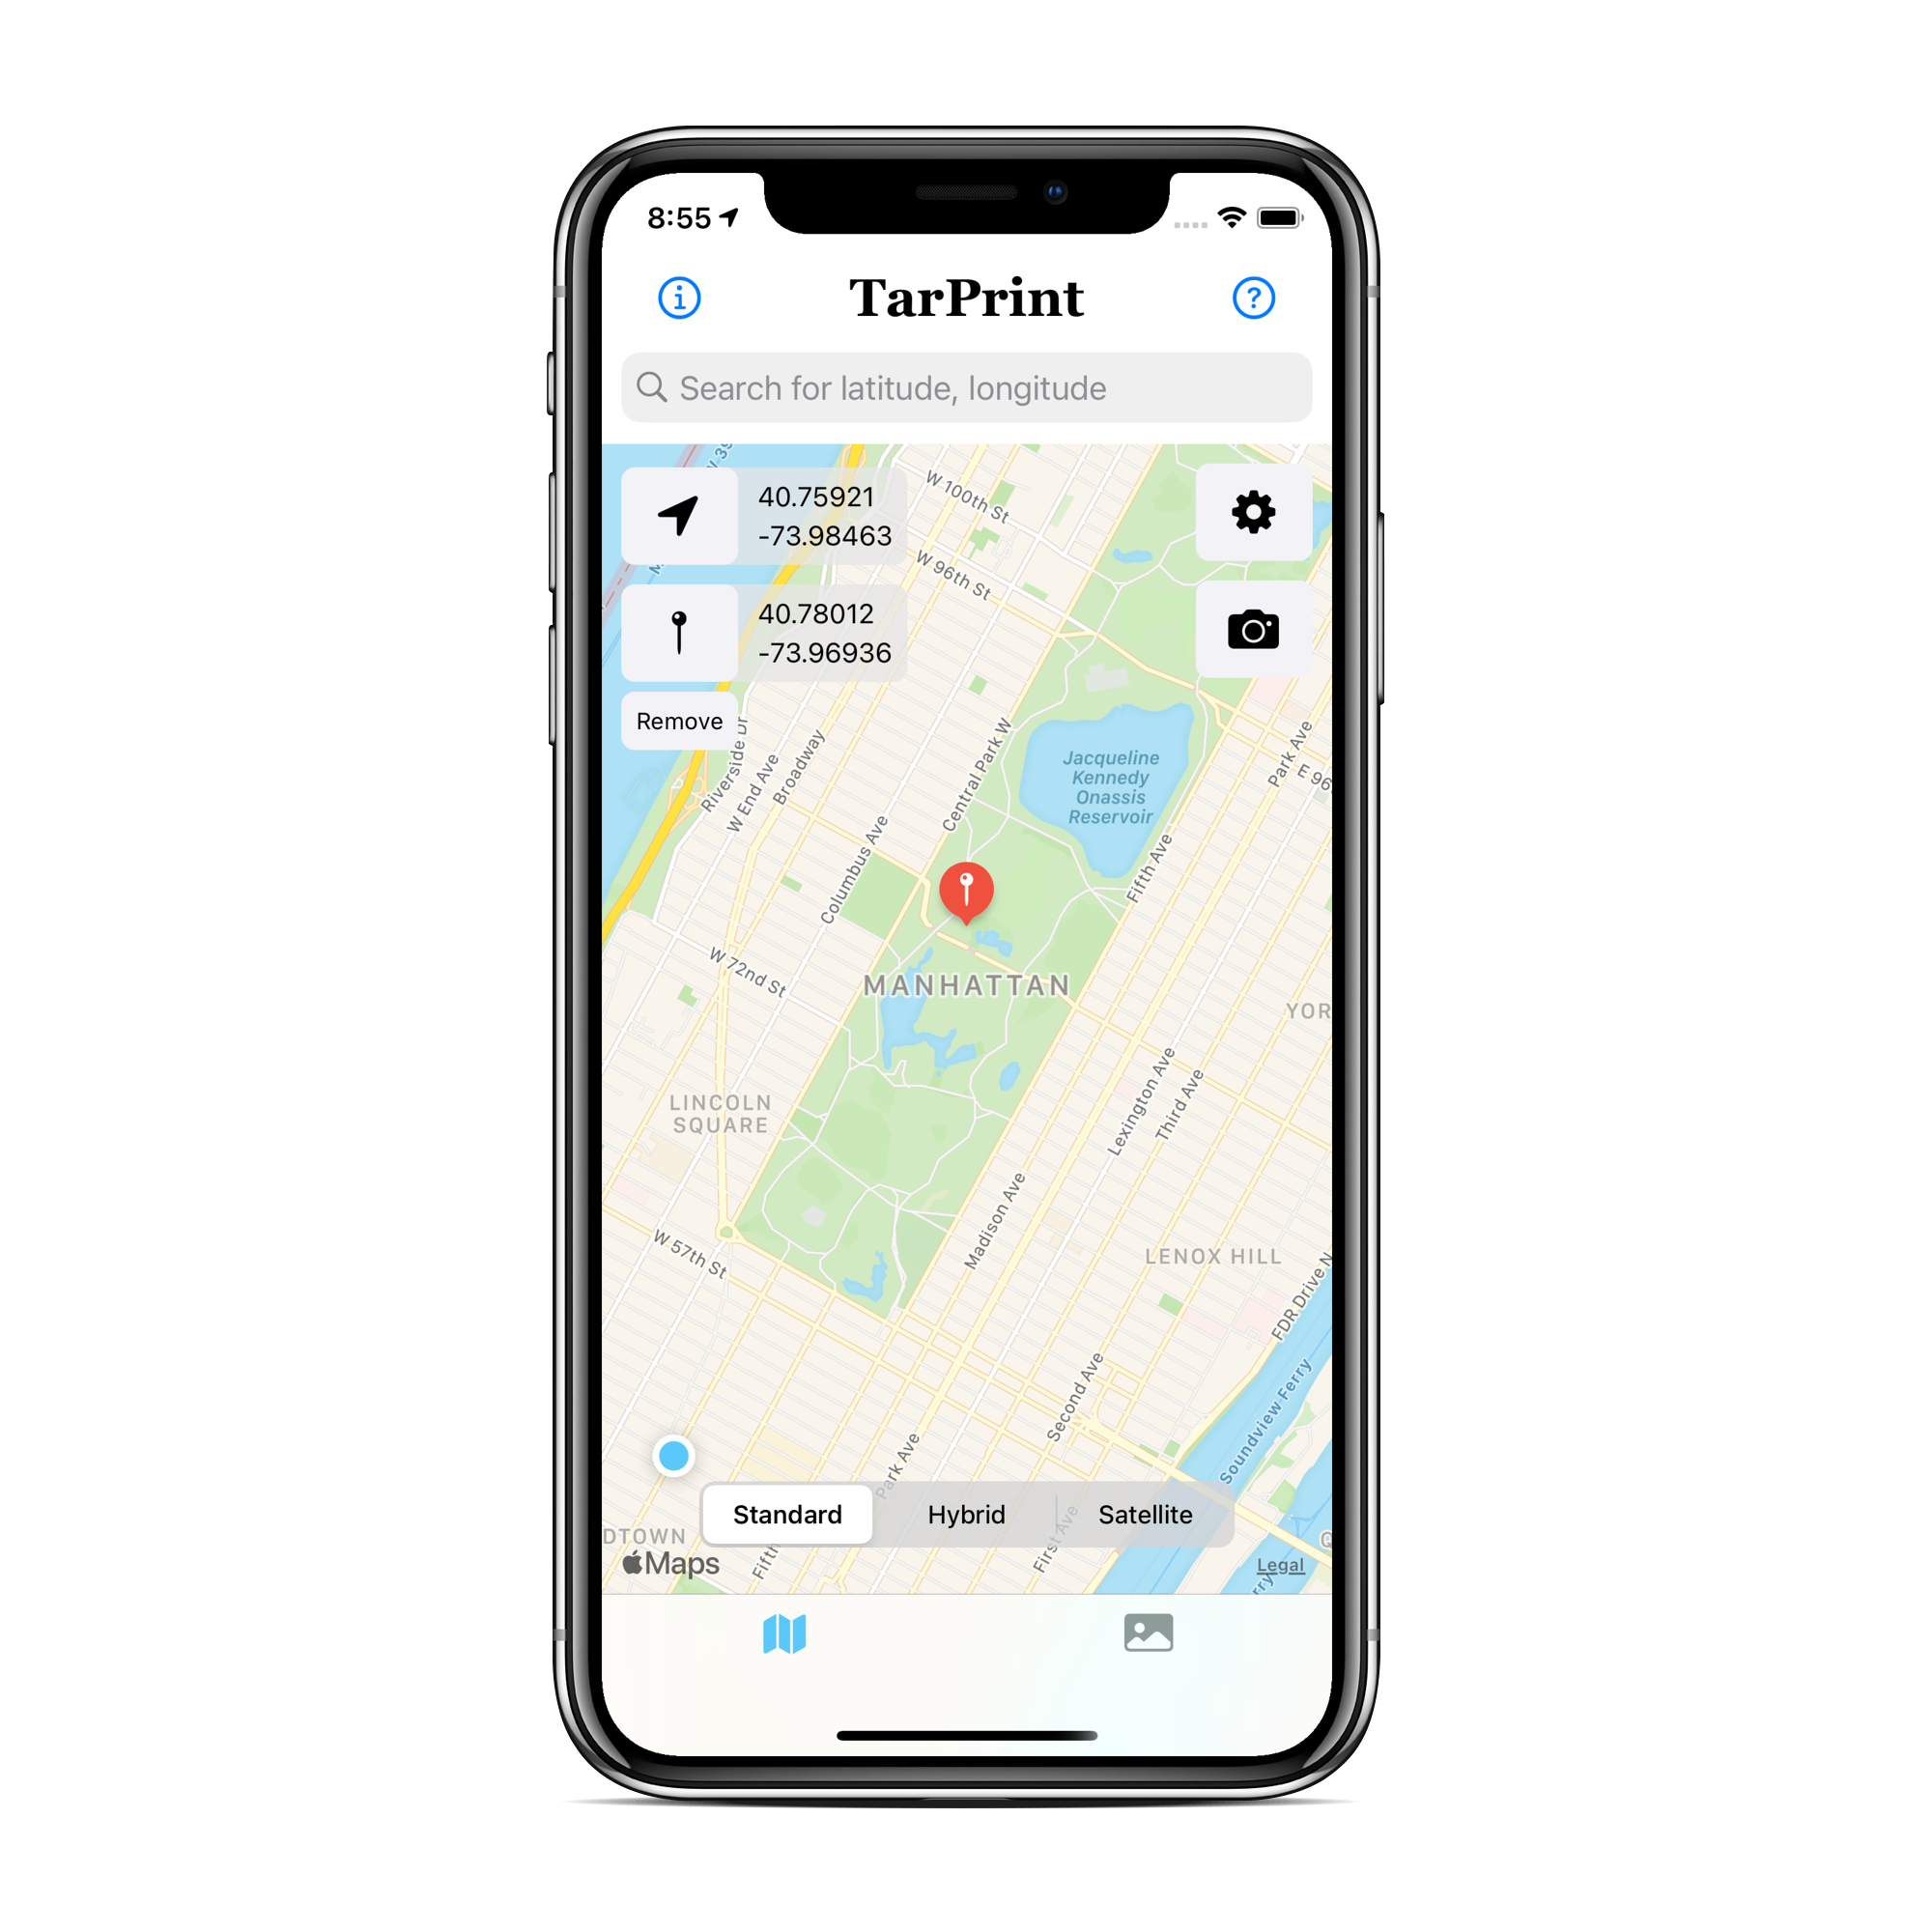 8:55
TarPrint
Search for latitude, longitude
40.75921
-73.98463
40.78012
-73.96936
Remove
W 100th St
W 96th St
Riverside Dr
W End Ave
Broadway
Central Park W
Columbus Ave
Jacqueline
Kennedy
Onassis
Reservoir
Park Ave
E 96
Fifth Ave
W 72nd St
MANHATTAN
YOR
LINCOLN
SQUARE
Lexington Ave
Third Ave
Madison Ave
W 57th St
LENOX HILL
FDR Drive N
Second Ave
Soundview Ferry
Park Ave
First Ave
Standard
Hybrid
Satellite
DTOWN
Maps
Fifth
Legal
rry